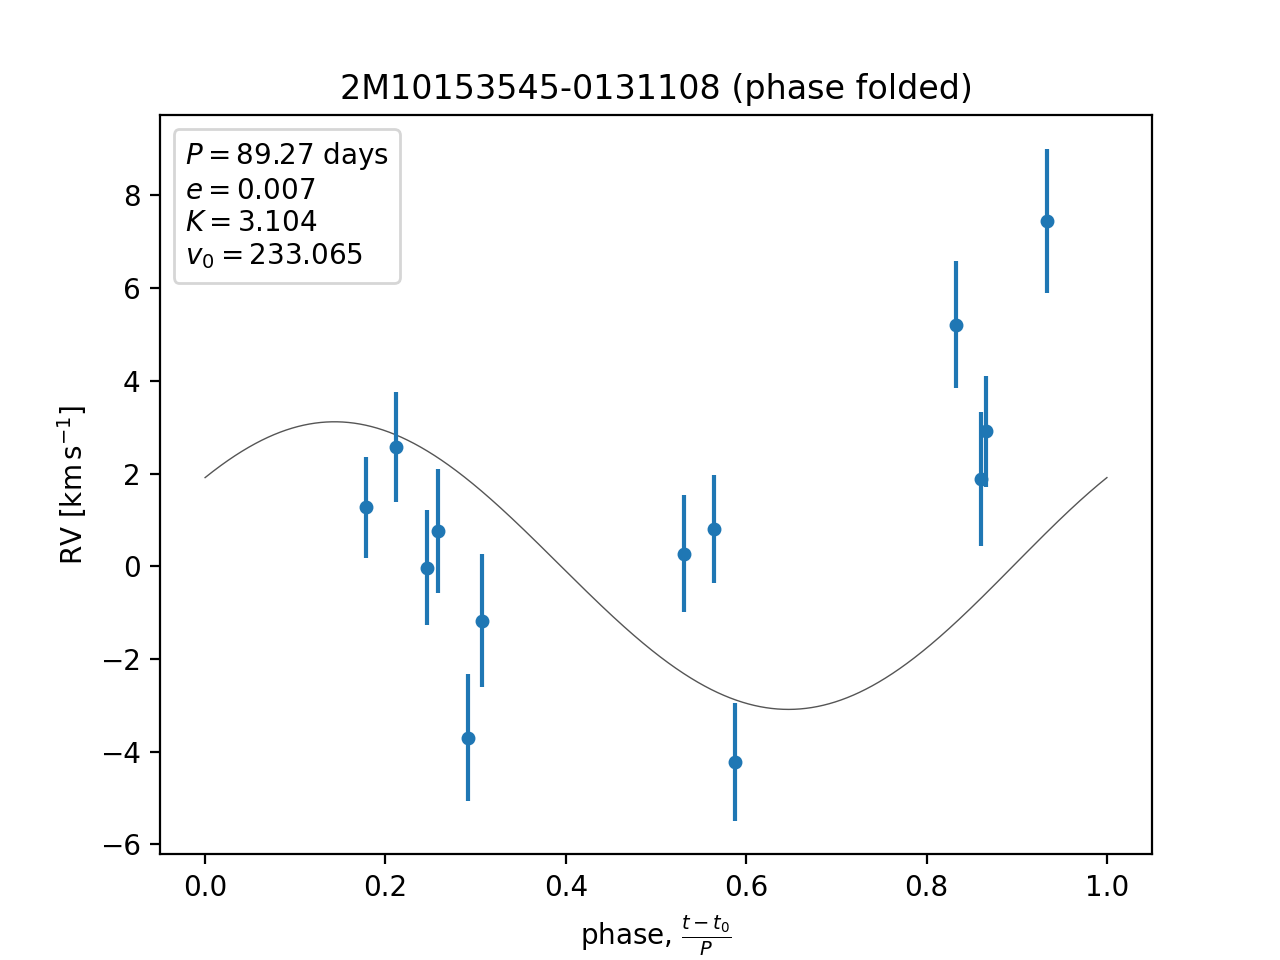 2M10153545-0131108 (phase folded)
P = 89.27 days
e = 0.007
K = 3.104
v₀ = 233.065
8
6
4
2
0
−2
−4
−6
RV [km s⁻¹]
0.0 0.2 0.4 0.6 0.8 1.0
phase, (t − t₀)/P